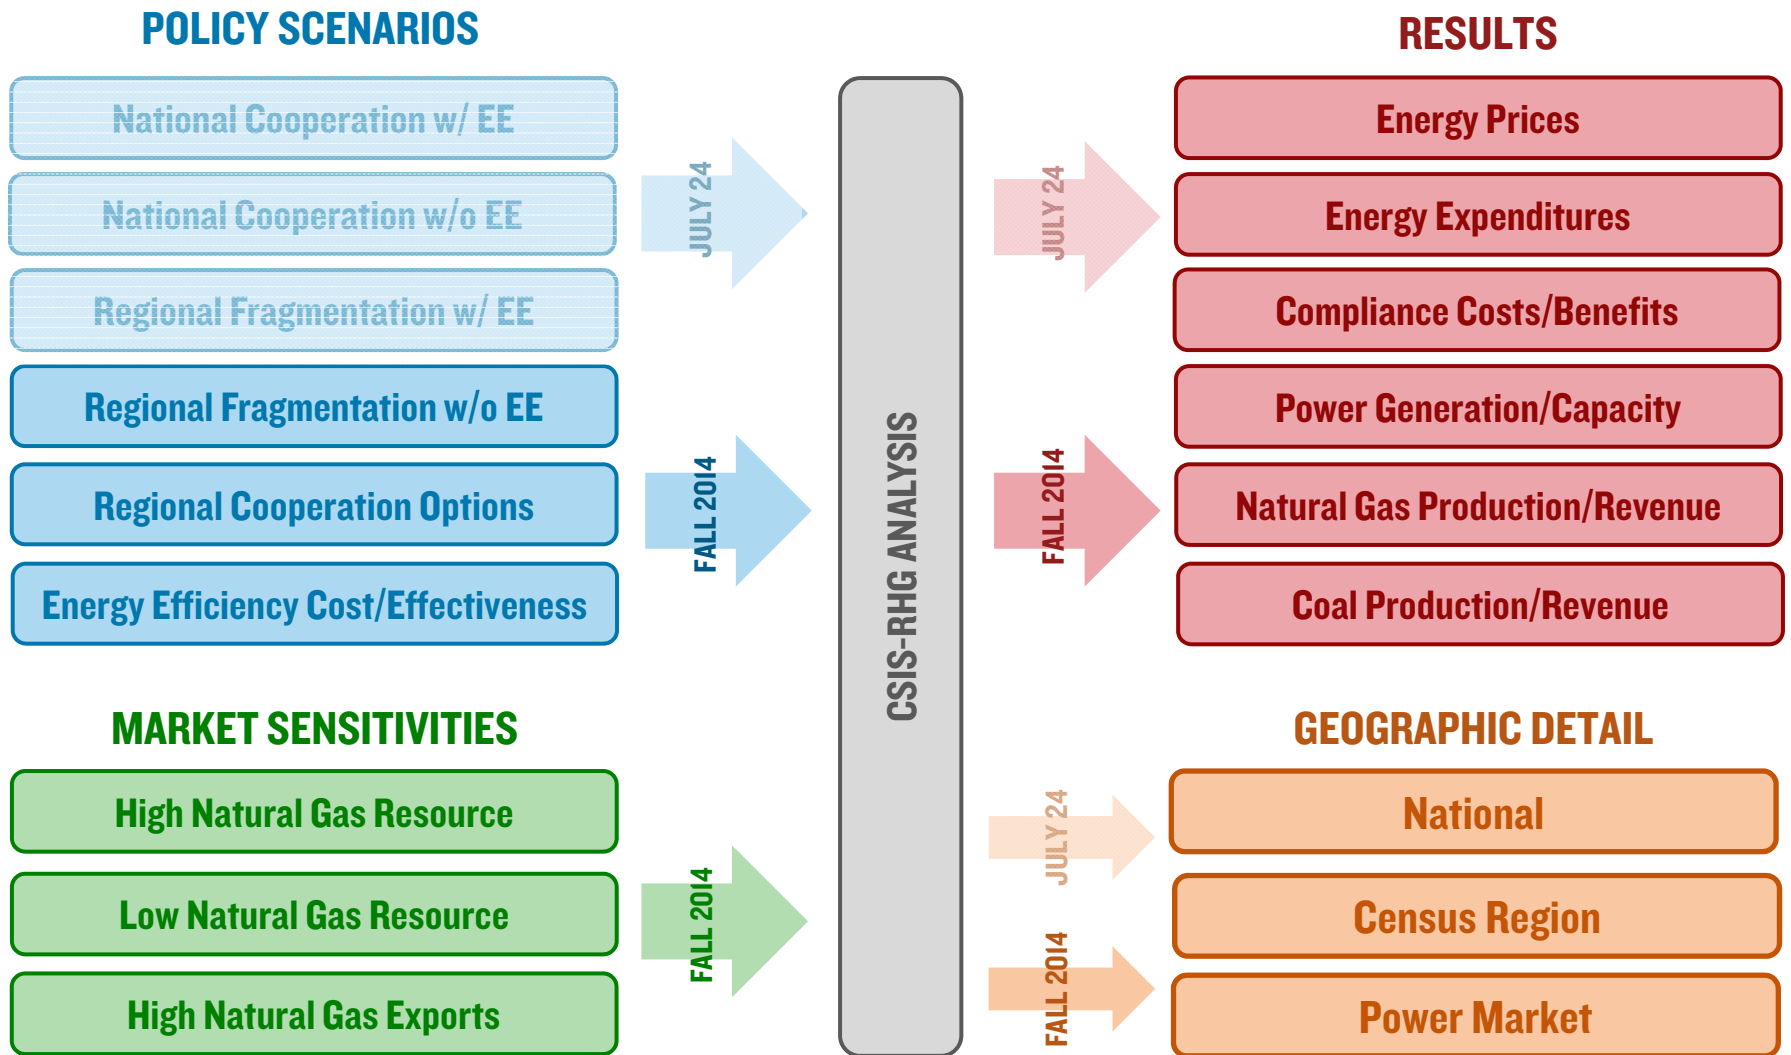 POLICY SCENARIOS
National Cooperation w/ EE
National Cooperation w/o EE
Regional Fragmentation w/ EE
Regional Fragmentation w/o EE
Regional Cooperation Options
Energy Efficiency Cost/Effectiveness
JULY 24
FALL 2014
MARKET SENSITIVITIES
High Natural Gas Resource
Low Natural Gas Resource
High Natural Gas Exports
FALL 2014
CSIS-RHG ANALYSIS
JULY 24
FALL 2014
RESULTS
Energy Prices
Energy Expenditures
Compliance Costs/Benefits
Power Generation/Capacity
Natural Gas Production/Revenue
Coal Production/Revenue
JULY 24
FALL 2014
GEOGRAPHIC DETAIL
National
Census Region
Power Market